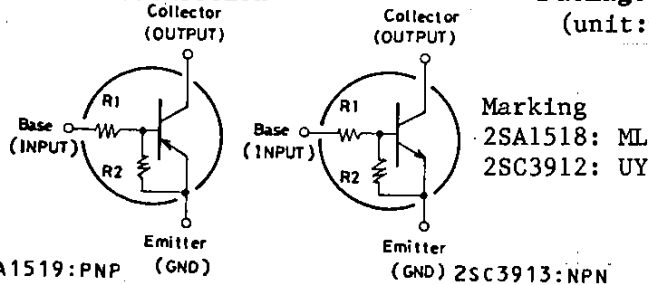 Collector
(OUTPUT)
R1
Base
(INPUT)
R2
Emitter
(GND)
A1519:PNP
Collector
(OUTPUT)
R1
Base
(INPUT)
R2
Emitter
(GND) 2SC3913:NPN
(unit:
Marking
2SA1518: ML
2SC3912: UY